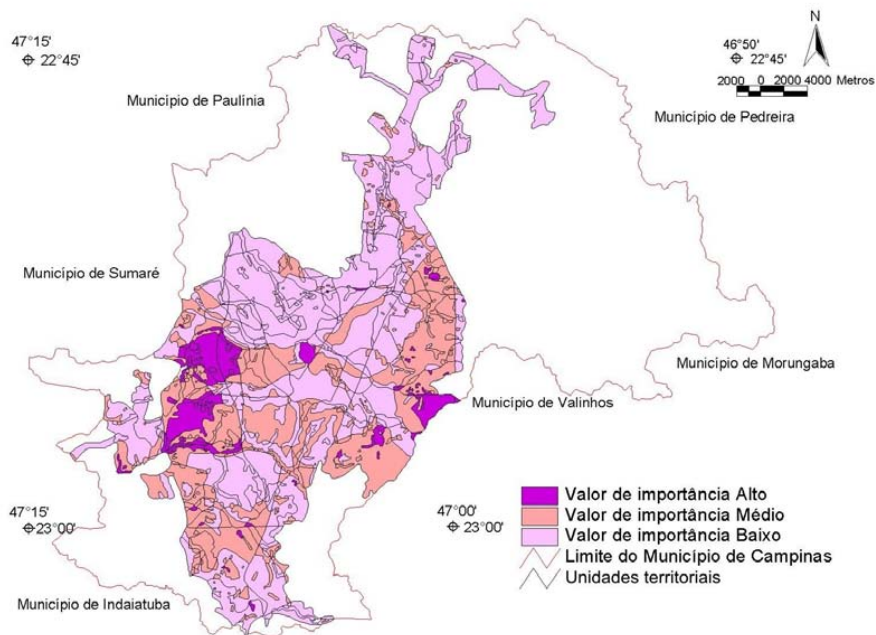 47°15'
22°45'
N
46°50'
22°45'
2000 0 2000 4000 Metros
Município de Paulínia
Município de Pedreira
Município de Sumaré
Município de Morungaba
Município de Valinhos
47°15'
23°00'
47°00'
23°00'
Valor de importância Alto
Valor de importância Médio
Valor de importância Baixo
Limite do Município de Campinas
Unidades territoriais
Município de Indaiatuba